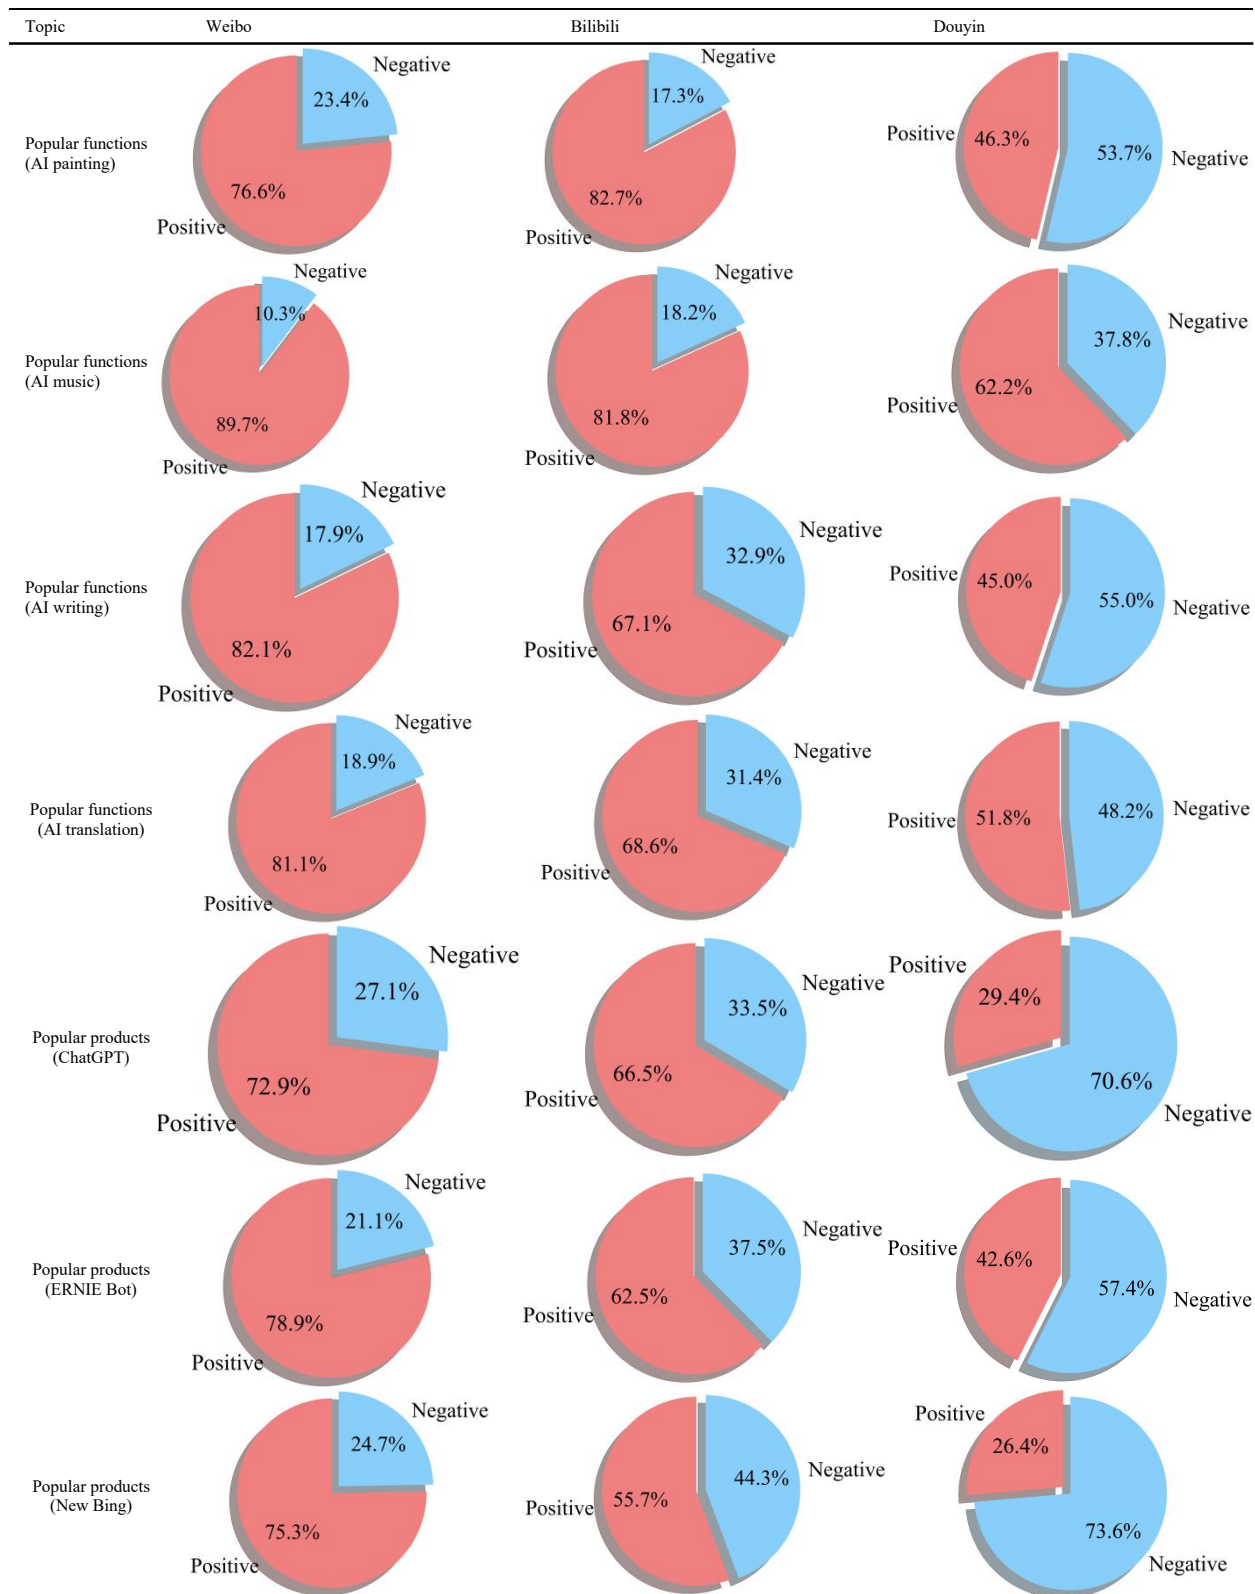 Topic Weibo Bilibili Douyin
Popular functions
(AI painting)
Negative
23.4%
76.6%
Positive
Negative
17.3%
82.7%
Positive
Positive
46.3%
53.7%
Negative
Popular functions
(AI music)
Negative
10.3%
89.7%
Positive
Negative
18.2%
81.8%
Positive
Negative
37.8%
62.2%
Positive
Popular functions
(AI writing)
Negative
17.9%
82.1%
Positive
Negative
32.9%
67.1%
Positive
Positive
45.0%
55.0%
Negative
Popular functions
(AI translation)
Negative
18.9%
81.1%
Positive
Negative
31.4%
68.6%
Positive
Positive
51.8%
48.2%
Negative
Popular products
(ChatGPT)
Negative
27.1%
72.9%
Positive
Negative
33.5%
66.5%
Positive
Positive
29.4%
70.6%
Negative
Popular products
(ERNIE Bot)
Negative
21.1%
78.9%
Positive
Negative
37.5%
62.5%
Positive
Positive
42.6%
57.4%
Negative
Popular products
(New Bing)
Negative
24.7%
75.3%
Positive
Negative
44.3%
55.7%
Positive
Positive
26.4%
73.6%
Negative